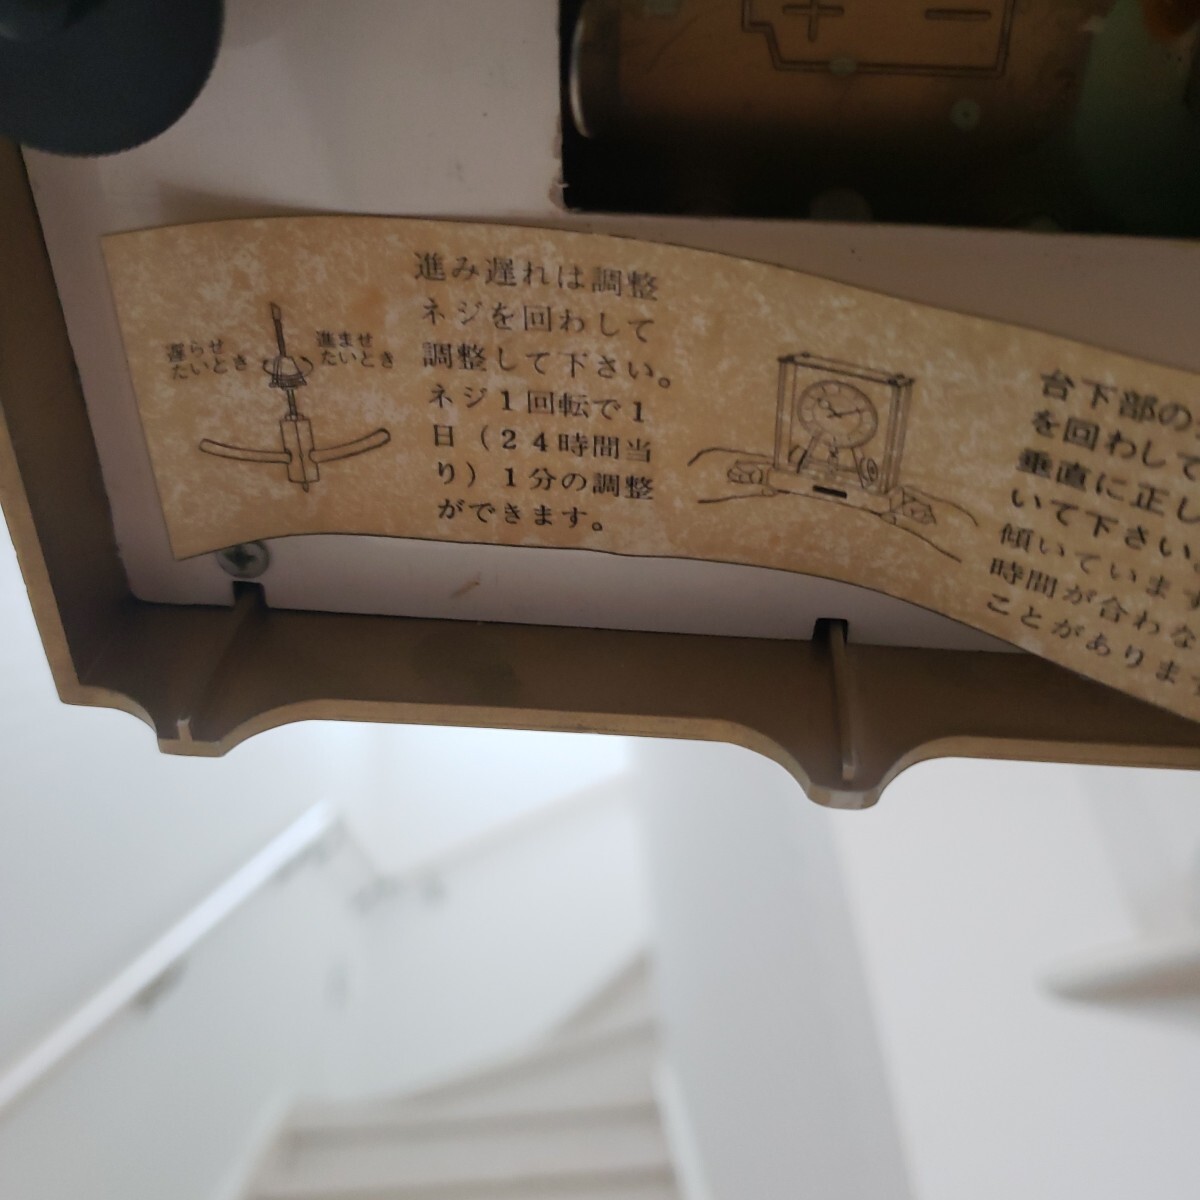 + −
遅らせ
たいとき
進ませ
たいとき
進み遅れは調整
ネジを回わして
調整して下さい。
ネジ1回転で1
日(24時間当
り)1分の調整
ができます。
台下部の
を回わして
垂直に正し
いて下さい。
傾いています
時間が合わな
ことがあります